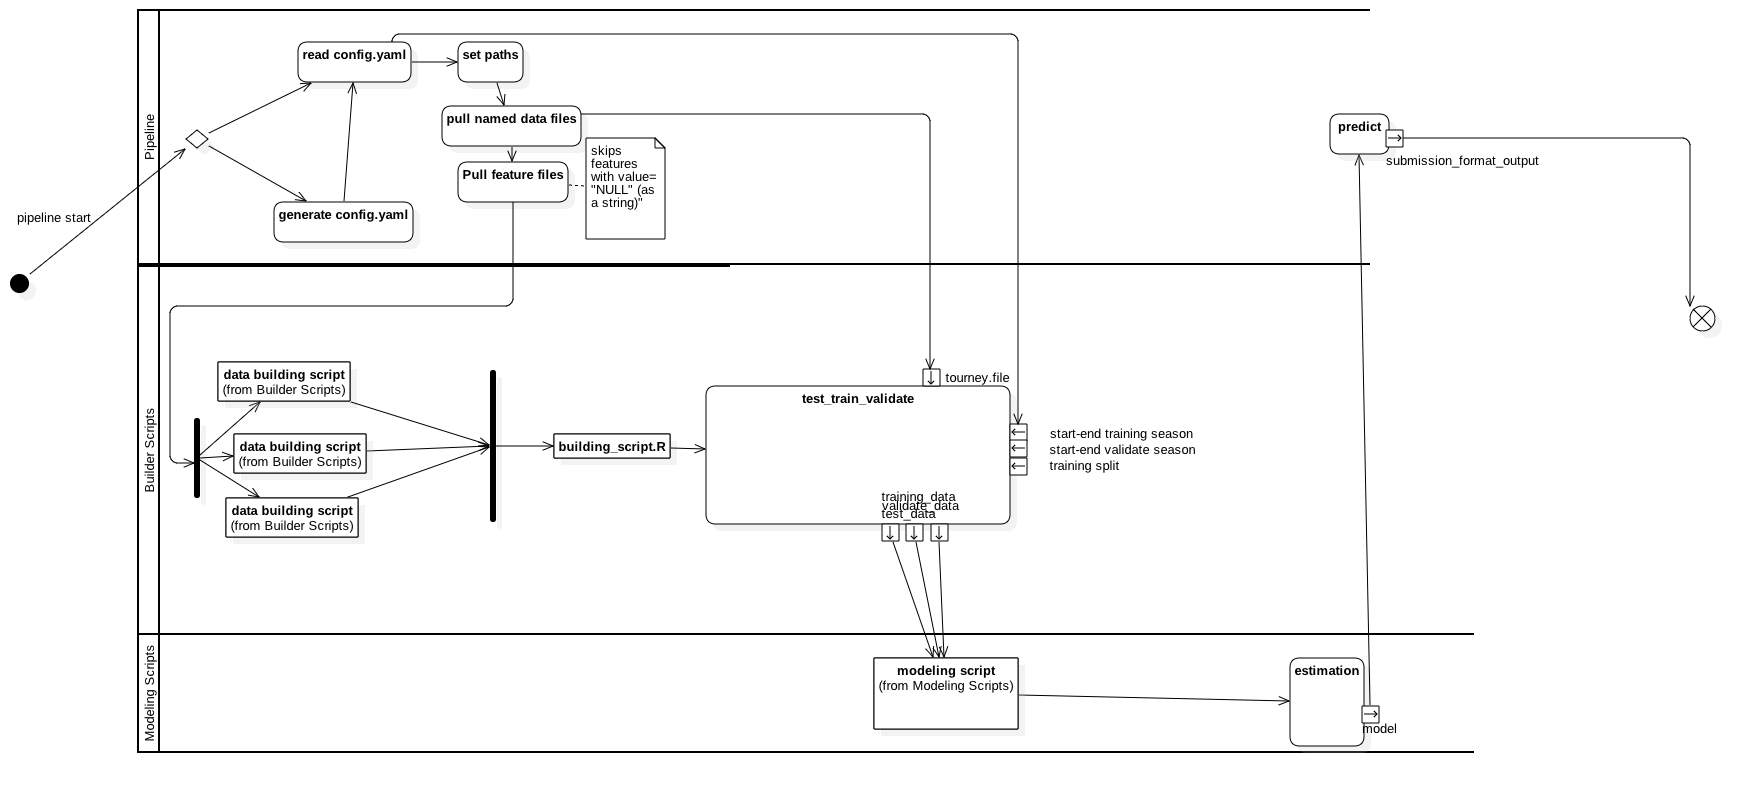 Pipeline
read config.yaml
set paths
pull named data files
skips
features
with value=
"NULL" (as
a string)"
Pull feature files
generate config.yaml
predict
submission_format_output
pipeline start
Builder Scripts
data building script
(from Builder Scripts)
data building script
(from Builder Scripts)
data building script
(from Builder Scripts)
building_script.R
tourney.file
test_train_validate
start-end training season
start-end validate season
training split
training_data
validate_data
test_data
Modeling Scripts
modeling script
(from Modeling Scripts)
estimation
model